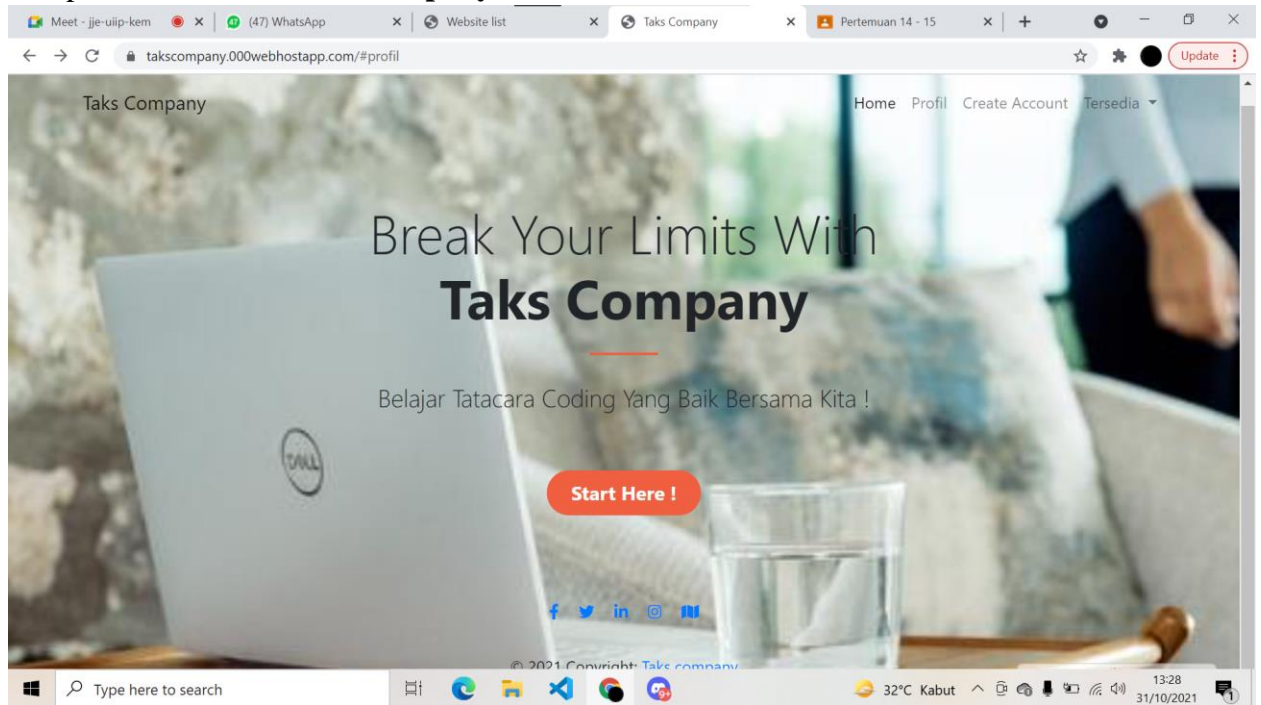 Meet - jje-uiip-kem
(47) WhatsApp
Website list
Taks Company
Pertemuan 14 - 15
takscompany.000webhostapp.com/#profil
Update
Taks Company
Home Profil Create Account Tersedia
Break Your Limits With
Taks Company
Belajar Tatacara Coding Yang Baik Bersama Kita !
DELL
Start Here !
© 2021 Copyright: Taks company
Type here to search
32°C Kabut
13:28
31/10/2021